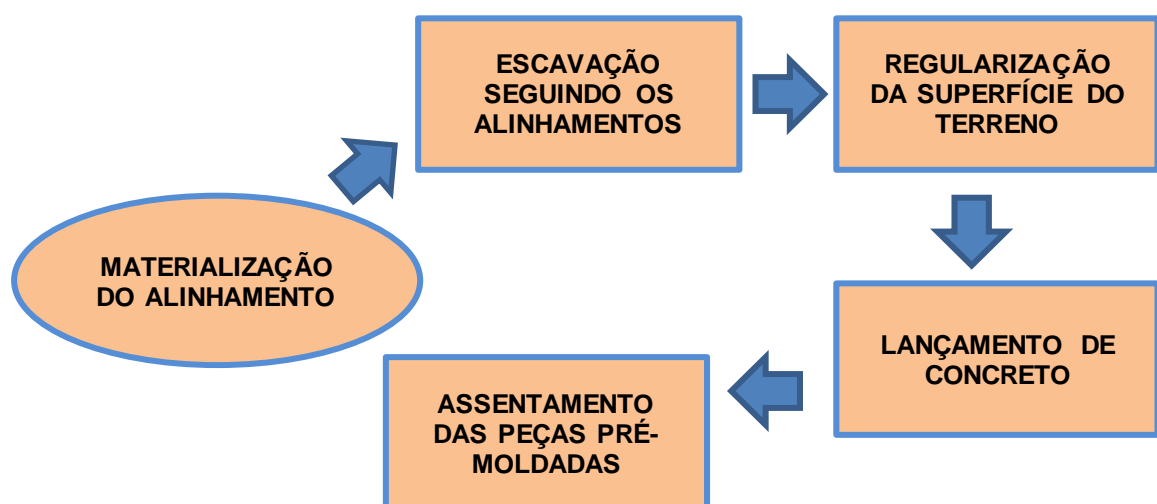 MATERIALIZAÇÃO
DO ALINHAMENTO
ESCAVAÇÃO
SEGUINDO OS
ALINHAMENTOS
REGULARIZAÇÃO
DA SUPERFÍCIE DO
TERRENO
LANÇAMENTO DE
CONCRETO
ASSENTAMENTO
DAS PEÇAS PRÉ-
MOLDADAS